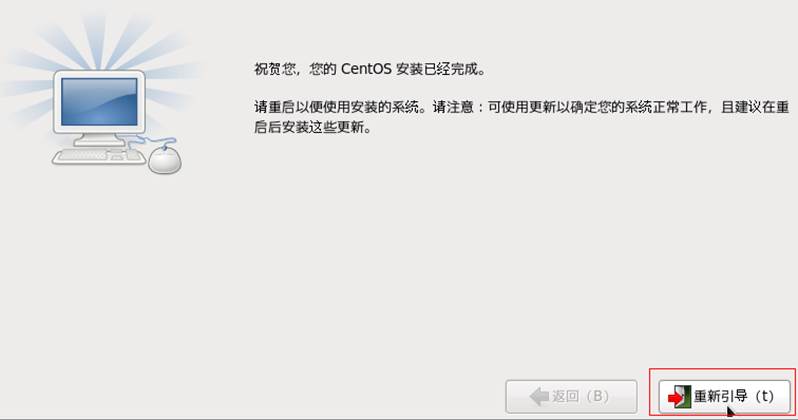 祝贺您，您的 CentOS 安装已经完成。
请重启以便使用安装的系统。请注意：可使用更新以确定您的系统正常工作，且建议在重
启后安装这些更新。
返回（B）
重新引导（t）